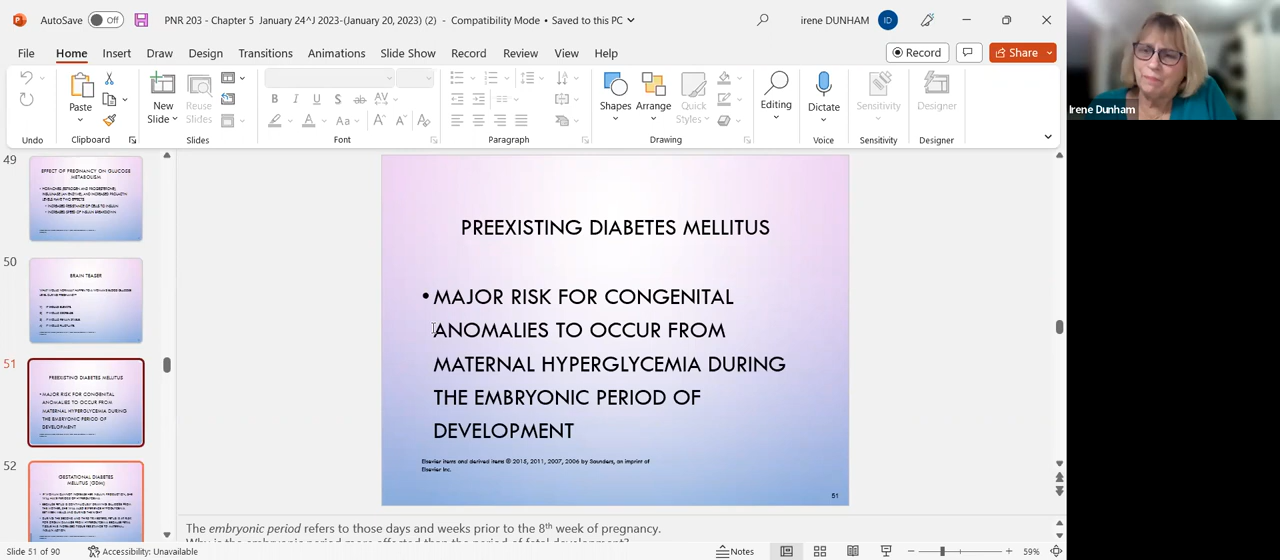 AutoSave Off PNR 203 - Chapter 5 January 24^J 2023-(January 20, 2023) (2) - Compatibility Mode • Saved to this PC irene DUNHAM ID
File Home Insert Draw Design Transitions Animations Slide Show Record Review View Help Record Share
Paste New Slide Reuse Slides Shapes Arrange Quick Styles Editing Dictate Sensitivity Designer
B I U S ab AV
Aa A
Undo Clipboard Slides Font Paragraph Drawing Voice Sensitivity Designer
Irene Dunham
49
EFFECT OF PREGNANCY ON GLUCOSE
METABOLISM
50
BRAIN TEASER
51
PREEXISTING DIABETES MELLITUS
• MAJOR RISK FOR CONGENITAL
ANOMALIES TO OCCUR FROM
MATERNAL HYPERGLYCEMIA DURING
THE EMBRYONIC PERIOD OF
DEVELOPMENT
52
GESTATIONAL DIABETES
MELLITUS (GDM)
PREEXISTING DIABETES MELLITUS
• MAJOR RISK FOR CONGENITAL
ANOMALIES TO OCCUR FROM
MATERNAL HYPERGLYCEMIA DURING
THE EMBRYONIC PERIOD OF
DEVELOPMENT
Elsevier items and derived items © 2015, 2011, 2007, 2006 by Saunders, an imprint of
Elsevier Inc.
51
The embryonic period refers to those days and weeks prior to the 8th week of pregnancy.
Why is the embryonic period more affected than the period of fetal development?
Slide 51 of 90 Accessibility: Unavailable Notes 59%